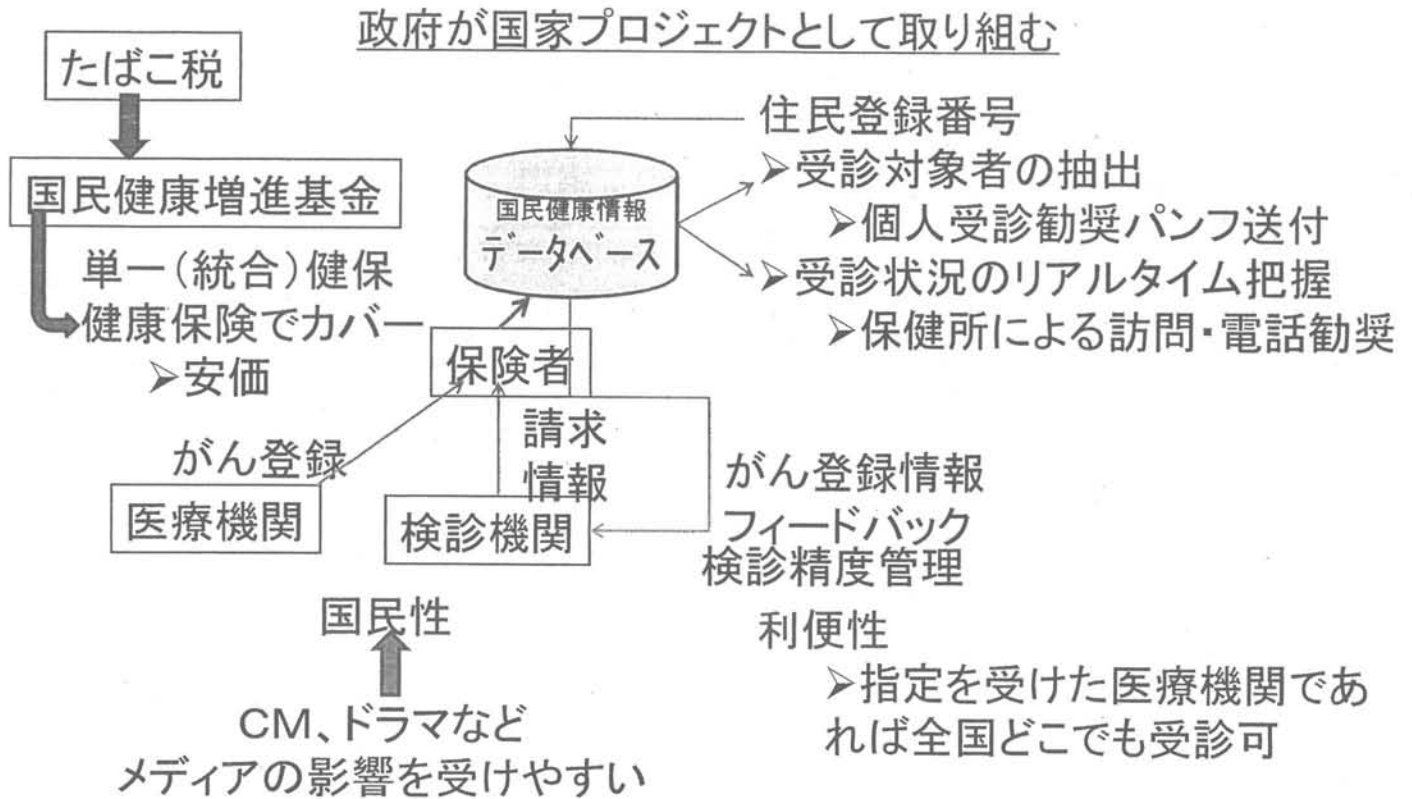 政府が国家プロジェクトとして取り組む
たばこ税
国民健康増進基金
単一(統合)健保
健康保険でカバー
➢安価
国民健康情報
データベース
住民登録番号
➢受診対象者の抽出
➢個人受診勧奨パンフ送付
➢受診状況のリアルタイム把握
➢保健所による訪問・電話勧奨
保険者
請求
情報
がん登録
医療機関
検診機関
がん登録情報
フィードバック
検診精度管理
国民性
CM、ドラマなど
メディアの影響を受けやすい
利便性
➢指定を受けた医療機関であ
れば全国どこでも受診可